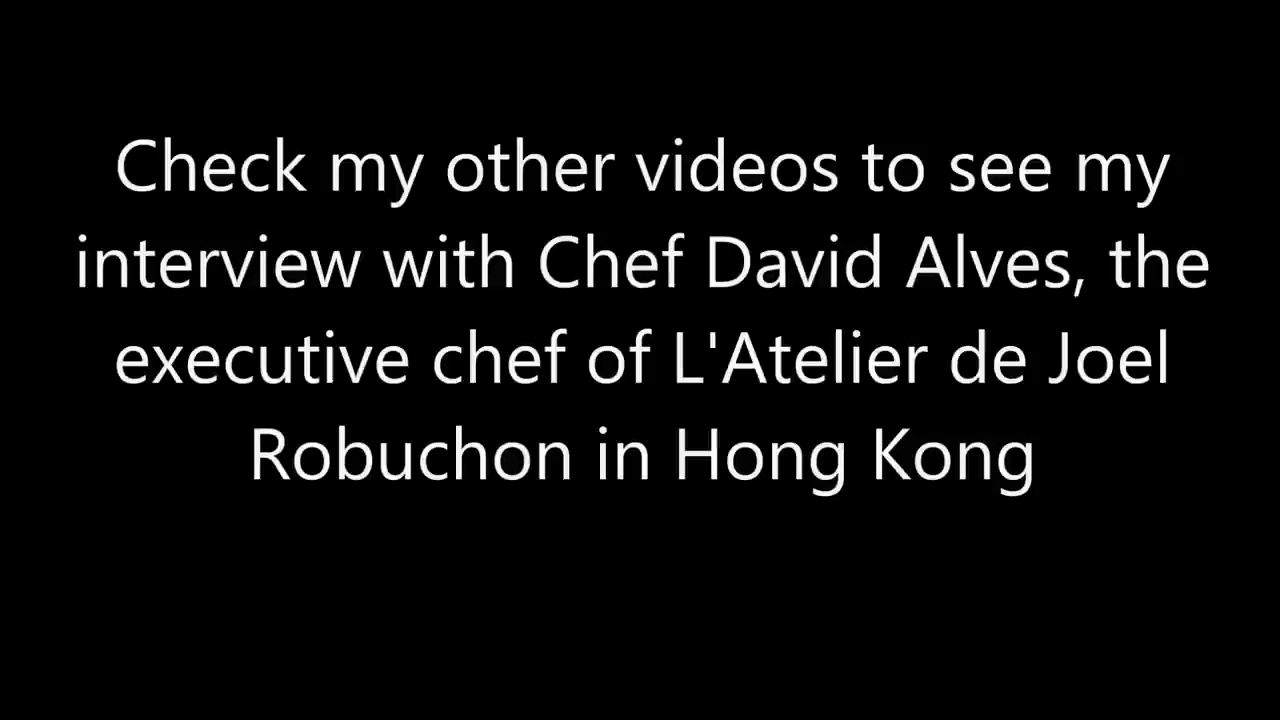 Check my other videos to see my
interview with Chef David Alves, the
executive chef of L'Atelier de Joel
Robuchon in Hong Kong